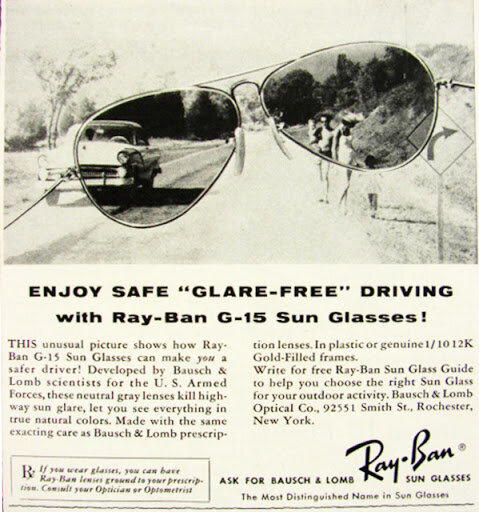 ENJOY SAFE "GLARE-FREE" DRIVING
with Ray-Ban G-15 Sun Glasses!
THIS unusual picture shows how Ray-
Ban G-15 Sun Glasses can make you a
safer driver! Developed by Bausch &
Lomb scientists for the U. S. Armed
Forces, these neutral gray lenses kill high-
way sun glare, let you see everything in
true natural colors. Made with the same
exacting care as Bausch & Lomb prescrip-
tion lenses. In plastic or genuine 1/10 12K
Gold-Filled frames.
Write for free Ray-Ban Sun Glass Guide
to help you choose the right Sun Glass
for your outdoor activity. Bausch & Lomb
Optical Co., 92551 Smith St., Rochester,
New York.
℞ If you wear glasses, you can have
Ray-Ban lenses ground to your prescrip-
tion. Consult your Optician or Optometrist
ASK FOR BAUSCH & LOMB Ray-Ban® SUN GLASSES
The Most Distinguished Name in Sun Glasses